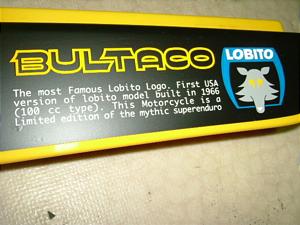 BULTACO
LOBITO
The most Famous Lobito Logo. First USA
version of lobito model built in 1966
(100 cc type). This Motorcycle is a
Limited edition of the mythic superenduro